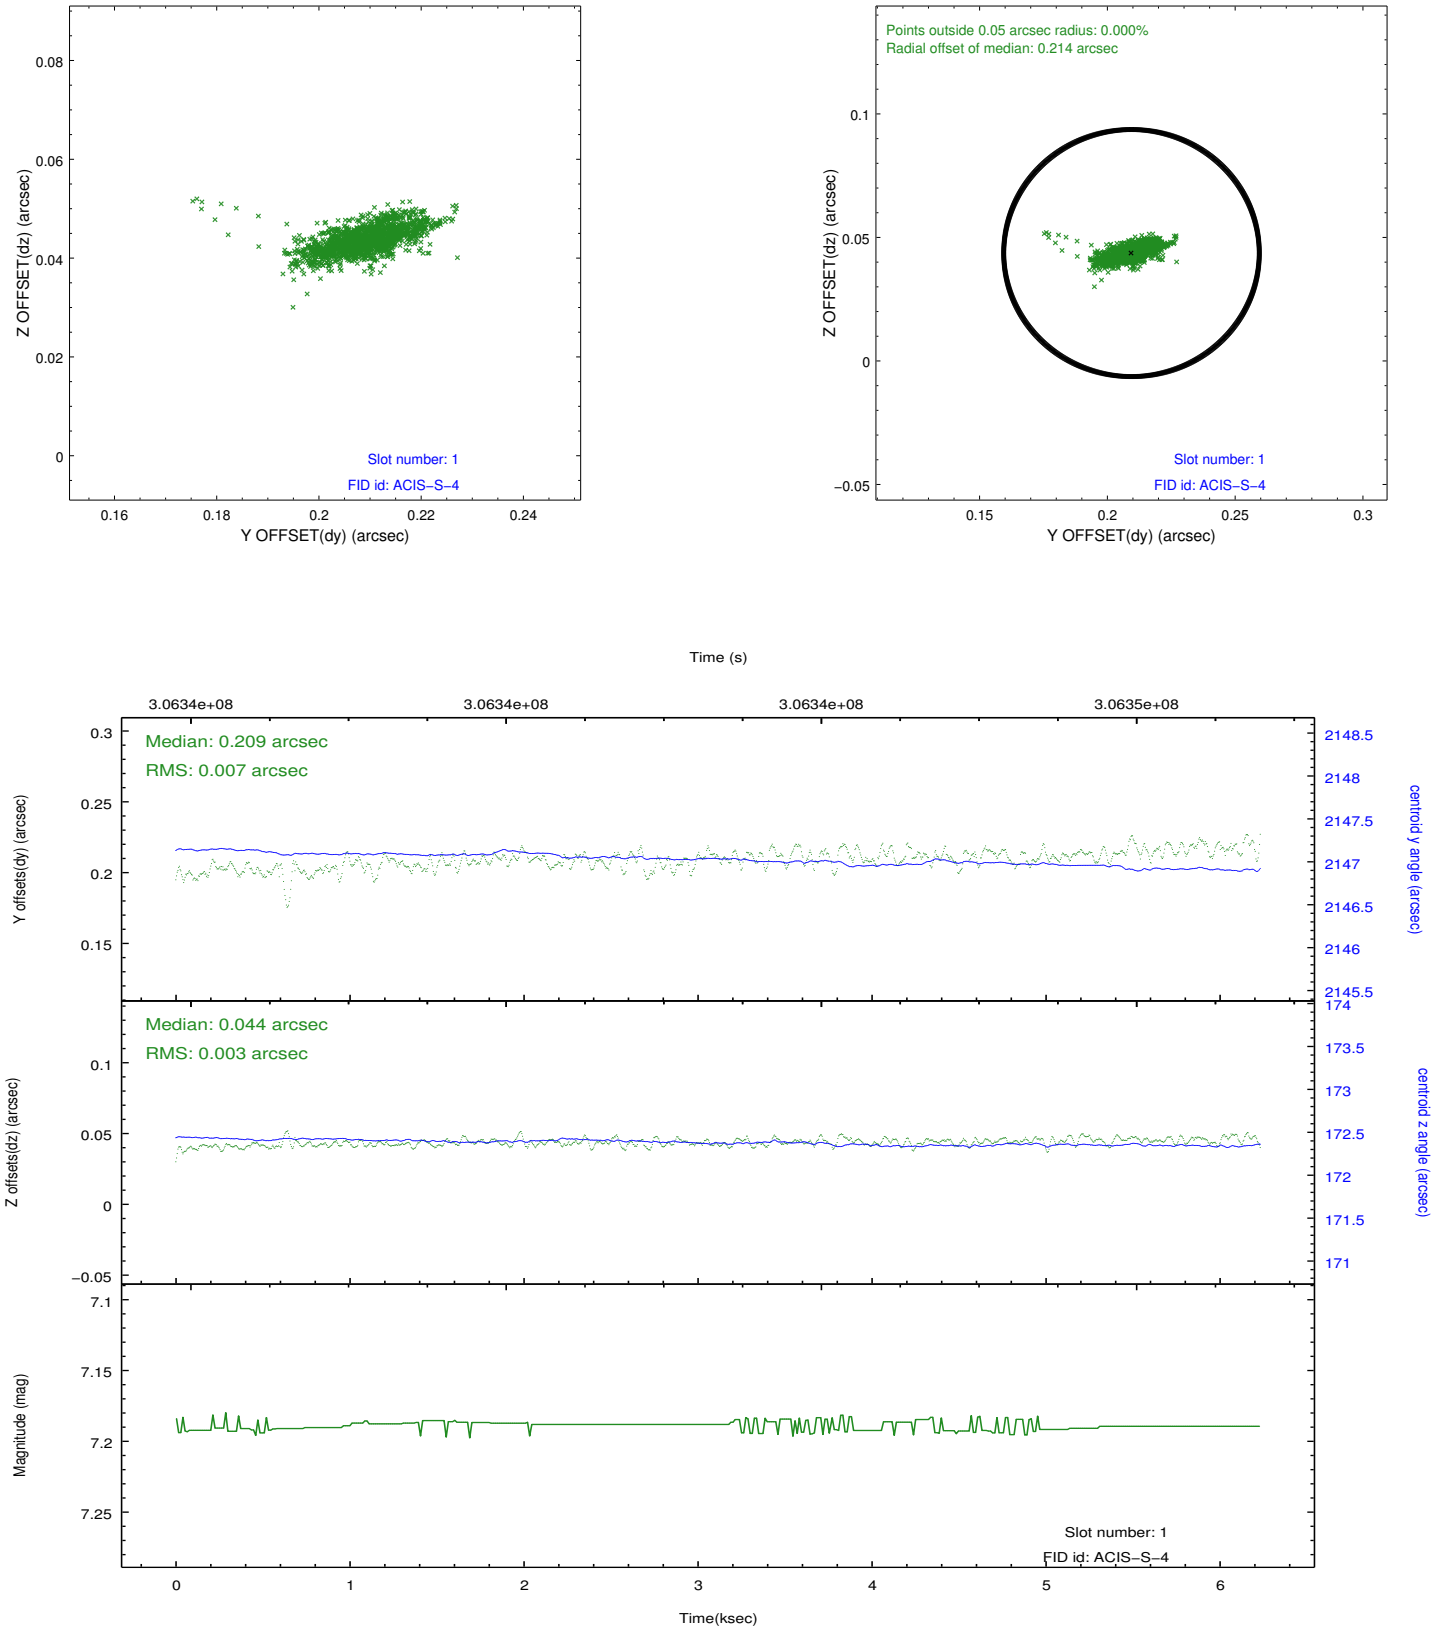 0.08
0.06
0.04
0.02
0
Z OFFSET(dz) (arcsec)
Slot number: 1
FID id: ACIS−S−4
0.16 0.18 0.2 0.22 0.24
Y OFFSET(dy) (arcsec)
Points outside 0.05 arcsec radius: 0.000%
Radial offset of median: 0.214 arcsec
0.1
0.05
0
−0.05
Z OFFSET(dz) (arcsec)
Slot number: 1
FID id: ACIS−S−4
0.15 0.2 0.25 0.3
Y OFFSET(dy) (arcsec)
Time (s)
3.0634e+08 3.0634e+08 3.0634e+08 3.0635e+08
Median: 0.209 arcsec
RMS: 0.007 arcsec
0.3
0.25
0.2
0.15
Y offsets(dy) (arcsec)
2148.5
2148
2147.5
2147
2146.5
2146
2145.5
centroid y angle (arcsec)
Median: 0.044 arcsec
RMS: 0.003 arcsec
0.1
0.05
0
−0.05
Z offsets(dz) (arcsec)
174
173.5
173
172.5
172
171.5
171
centroid z angle (arcsec)
7.1
7.15
7.2
7.25
Magnitude (mag)
Slot number: 1
FID id: ACIS−S−4
0 1 2 3 4 5 6
Time(ksec)